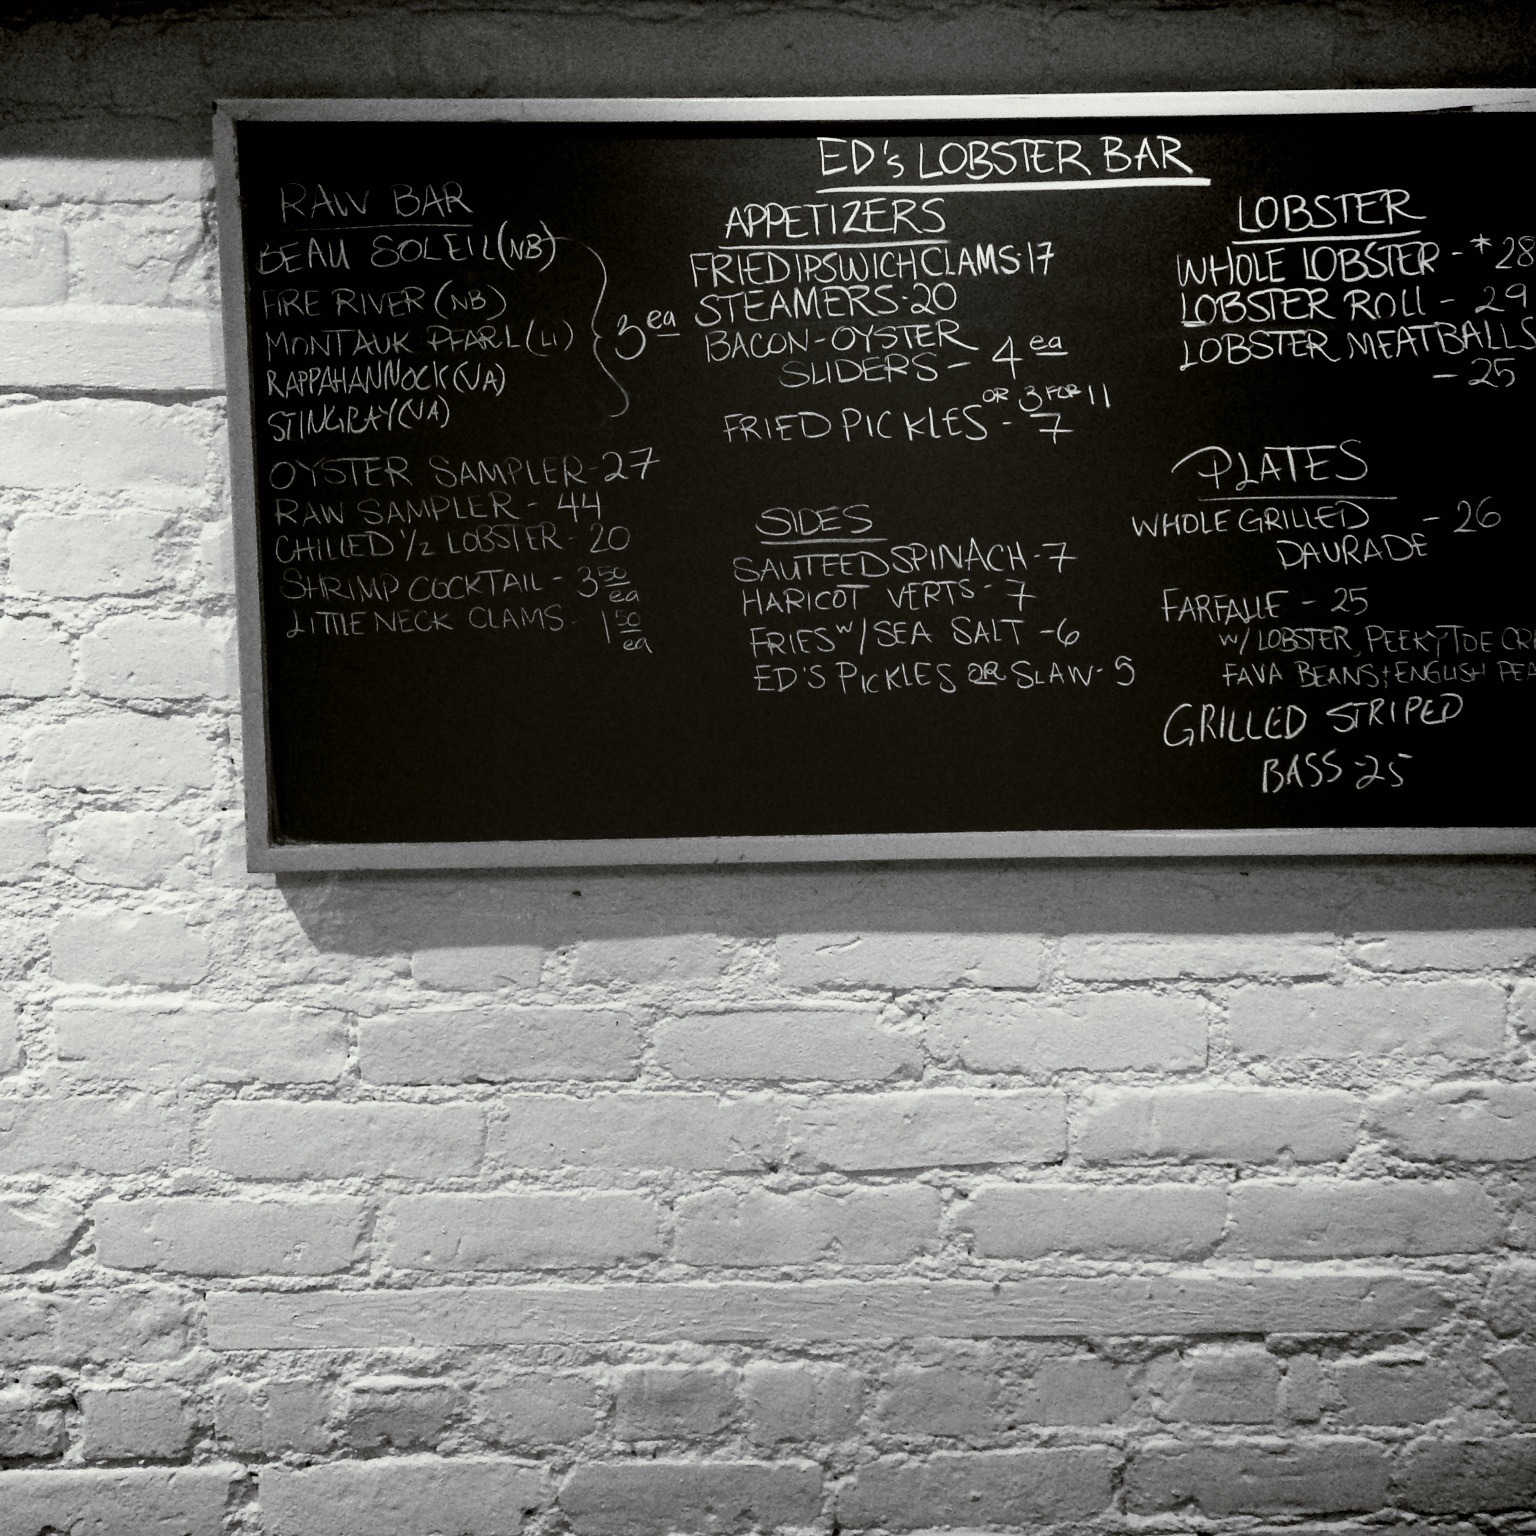 ED's LOBSTER BAR
RAW BAR
BEAU SOLEIL (NB)
FIRE RIVER (NB)
MONTAUK PEARL (LI)
RAPPAHANNOCK (VA)
STINGRAY (VA)
3 ea
OYSTER SAMPLER - 27
RAW SAMPLER - 44
CHILLED 1/2 LOBSTER - 20
SHRIMP COCKTAIL - 3 50 ea
LITTLE NECK CLAMS - 1 50 ea
APPETIZERS
FRIED IPSWICH CLAMS - 17
STEAMERS - 20
BACON-OYSTER
SLIDERS - 4 ea
OR 3 FOR 11
FRIED PICKLES - 7
SIDES
SAUTEED SPINACH - 7
HARICOT VERTS - 7
FRIES w/ SEA SALT - 6
ED'S PICKLES OR SLAW - 5
LOBSTER
WHOLE LOBSTER - *28
LOBSTER ROLL - 29
LOBSTER MEATBALLS
- 25
PLATES
WHOLE GRILLED - 26
DAURADE
FARFALLE - 25
w/ LOBSTER, PEEKYTOE CR
FAVA BEANS + ENGLISH PEA
GRILLED STRIPED
BASS - 25